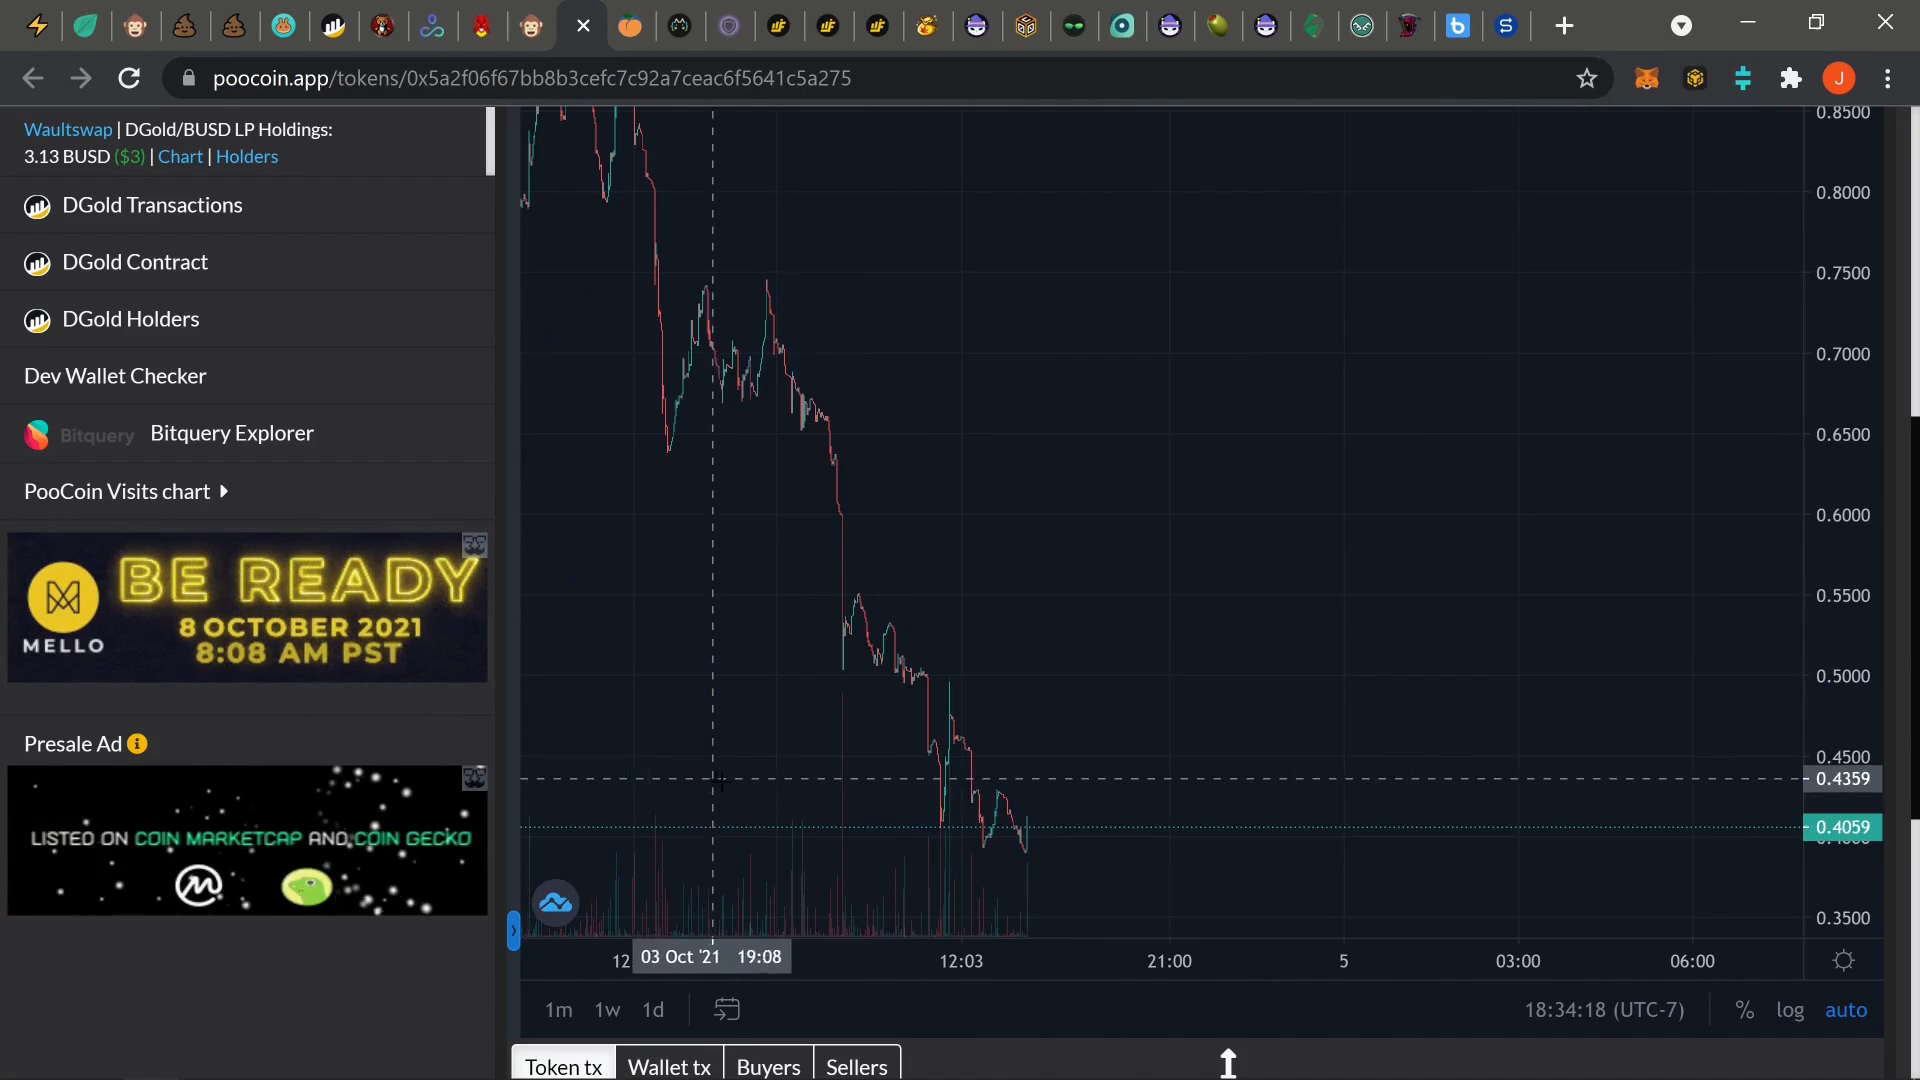 J
poocoin.app/tokens/0x5a2f06f67bb8b3cefc7c92a7ceac6f5641c5a275
Waultswap | DGold/BUSD LP Holdings:
3.13 BUSD ($3) | Chart | Holders
DGold Transactions
DGold Contract
DGold Holders
Dev Wallet Checker
Bitquery Bitquery Explorer
PooCoin Visits chart
BE READY
8 OCTOBER 2021
8:08 AM PST
MELLO
Presale Ad
LISTED ON COIN MARKETCAP AND COIN GECKO
0.8500
0.8000
0.7500
0.7000
0.6500
0.6000
0.5500
0.5000
0.4500
0.4359
0.4059
0.3500
12: 03 Oct '21 19:08 12:03 21:00 5 03:00 06:00
1m 1w 1d 18:34:18 (UTC-7) % log auto
Token tx Wallet tx Buyers Sellers